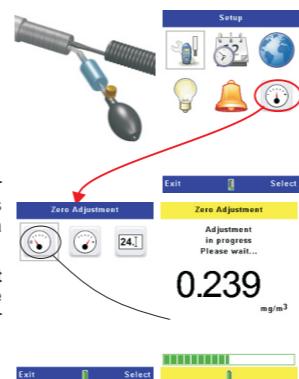 Setup
Exit Select
Zero Adjustment
24.
Exit Select
Zero Adjustment
Adjustment
in progress
Please wait...
0.239
mg/m³